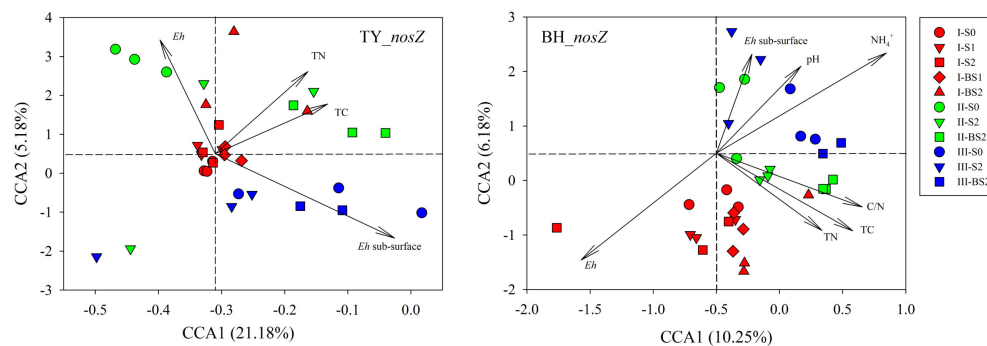 TY_nosZ
Eh
TN
TC
Eh sub-surface
4
3
2
1
0
-1
-2
-3
CCA2 (5.18%)
-0.5 -0.4 -0.3 -0.2 -0.1 0.0
CCA1 (21.18%)
BH_nosZ
Eh sub-surface
pH
NH₄⁺
C/N
TN
TC
Eh
3
2
1
0
-1
-2
CCA2 (6.18%)
-2.0 -1.5 -1.0 -0.5 0.0 0.5 1.0
CCA1 (10.25%)
I-S0
I-S1
I-S2
I-BS1
I-BS2
II-S0
II-S2
II-BS2
III-S0
III-S2
III-BS2